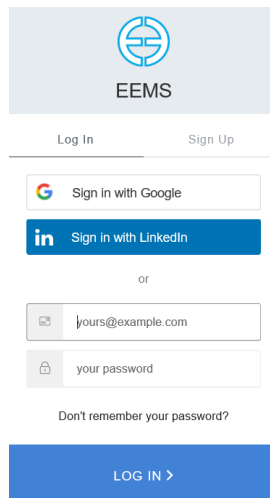 EEMS
Log In Sign Up
Sign in with Google
in Sign in with LinkedIn
or
yours@example.com
your password
Don't remember your password?
LOG IN >